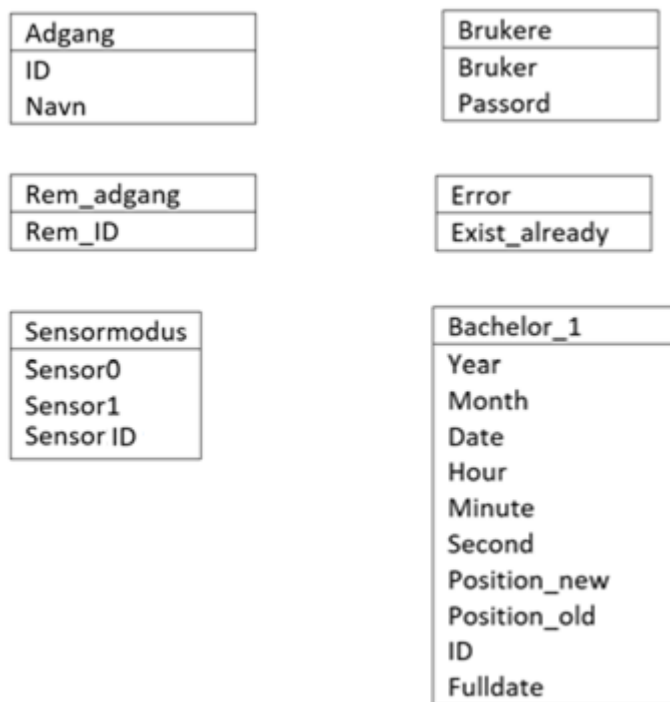 Adgang
ID
Navn
Brukere
Bruker
Passord
Rem_adgang
Rem_ID
Error
Exist_already
Sensormodus
Sensor0
Sensor1
Sensor ID
Bachelor_1
Year
Month
Date
Hour
Minute
Second
Position_new
Position_old
ID
Fulldate